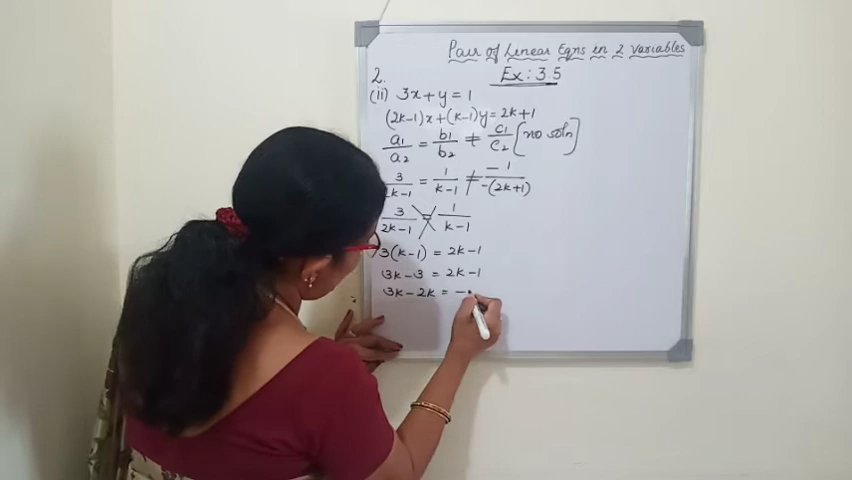 Pair of Linear Eqns in 2 variables
Ex: 3.5
2.
(ii) 3x + y = 1
(2k-1)x + (k-1)y = 2k+1
a₁/a₂ = b₁/b₂ ≠ c₁/c₂ [no soln]
3/2k-1 = 1/k-1 ≠ -1/-(2k+1)
3/2k-1 = 1/k-1
3(k-1) = 2k-1
3k-3 = 2k-1
3k-2k = -